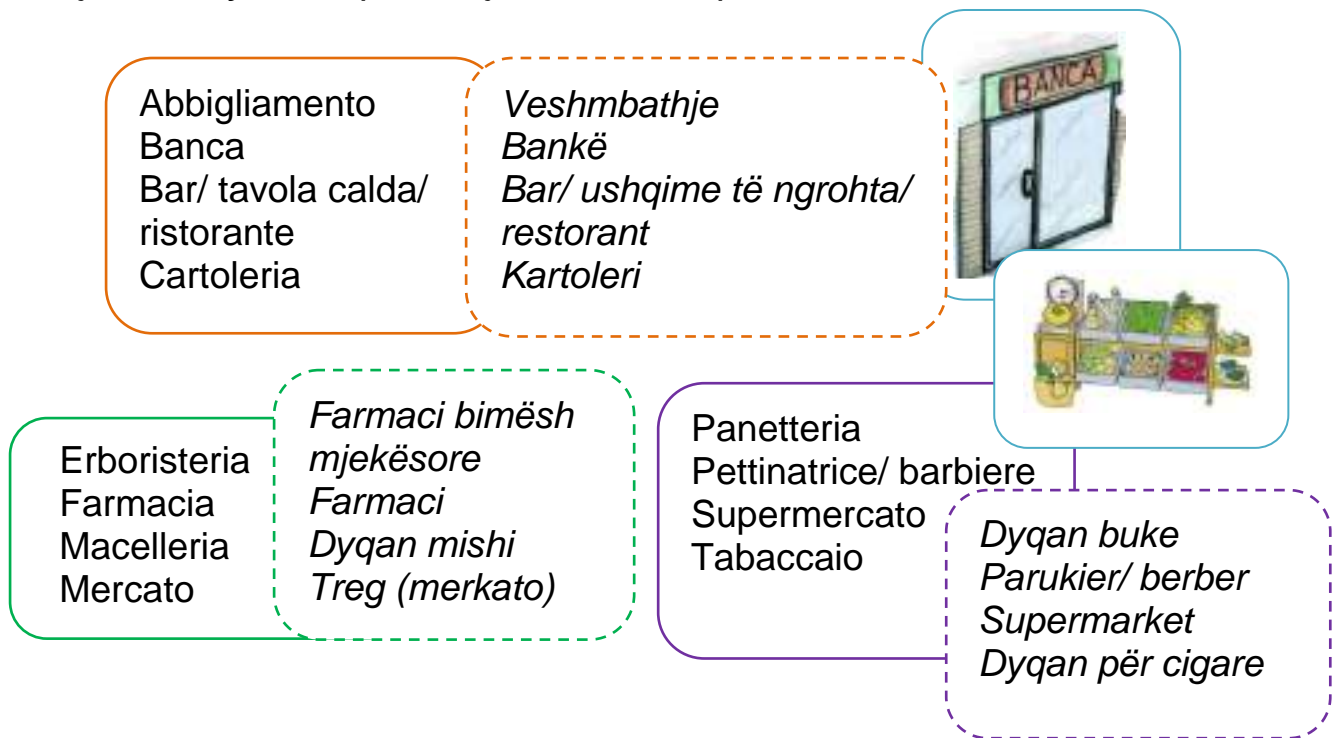 Abbigliamento
Banca
Bar/ tavola calda/
ristorante
Cartoleria
Veshmbathje
Bankë
Bar/ ushqime të ngrohta/
restorant
Kartoleri
BANCA
Erboristeria
Farmacia
Macelleria
Mercato
Farmaci bimësh
mjekësore
Farmaci
Dyqan mishi
Treg (merkato)
Panetteria
Pettinatrice/ barbiere
Supermercato
Tabaccaio
Dyqan buke
Parukier/ berber
Supermarket
Dyqan për cigare